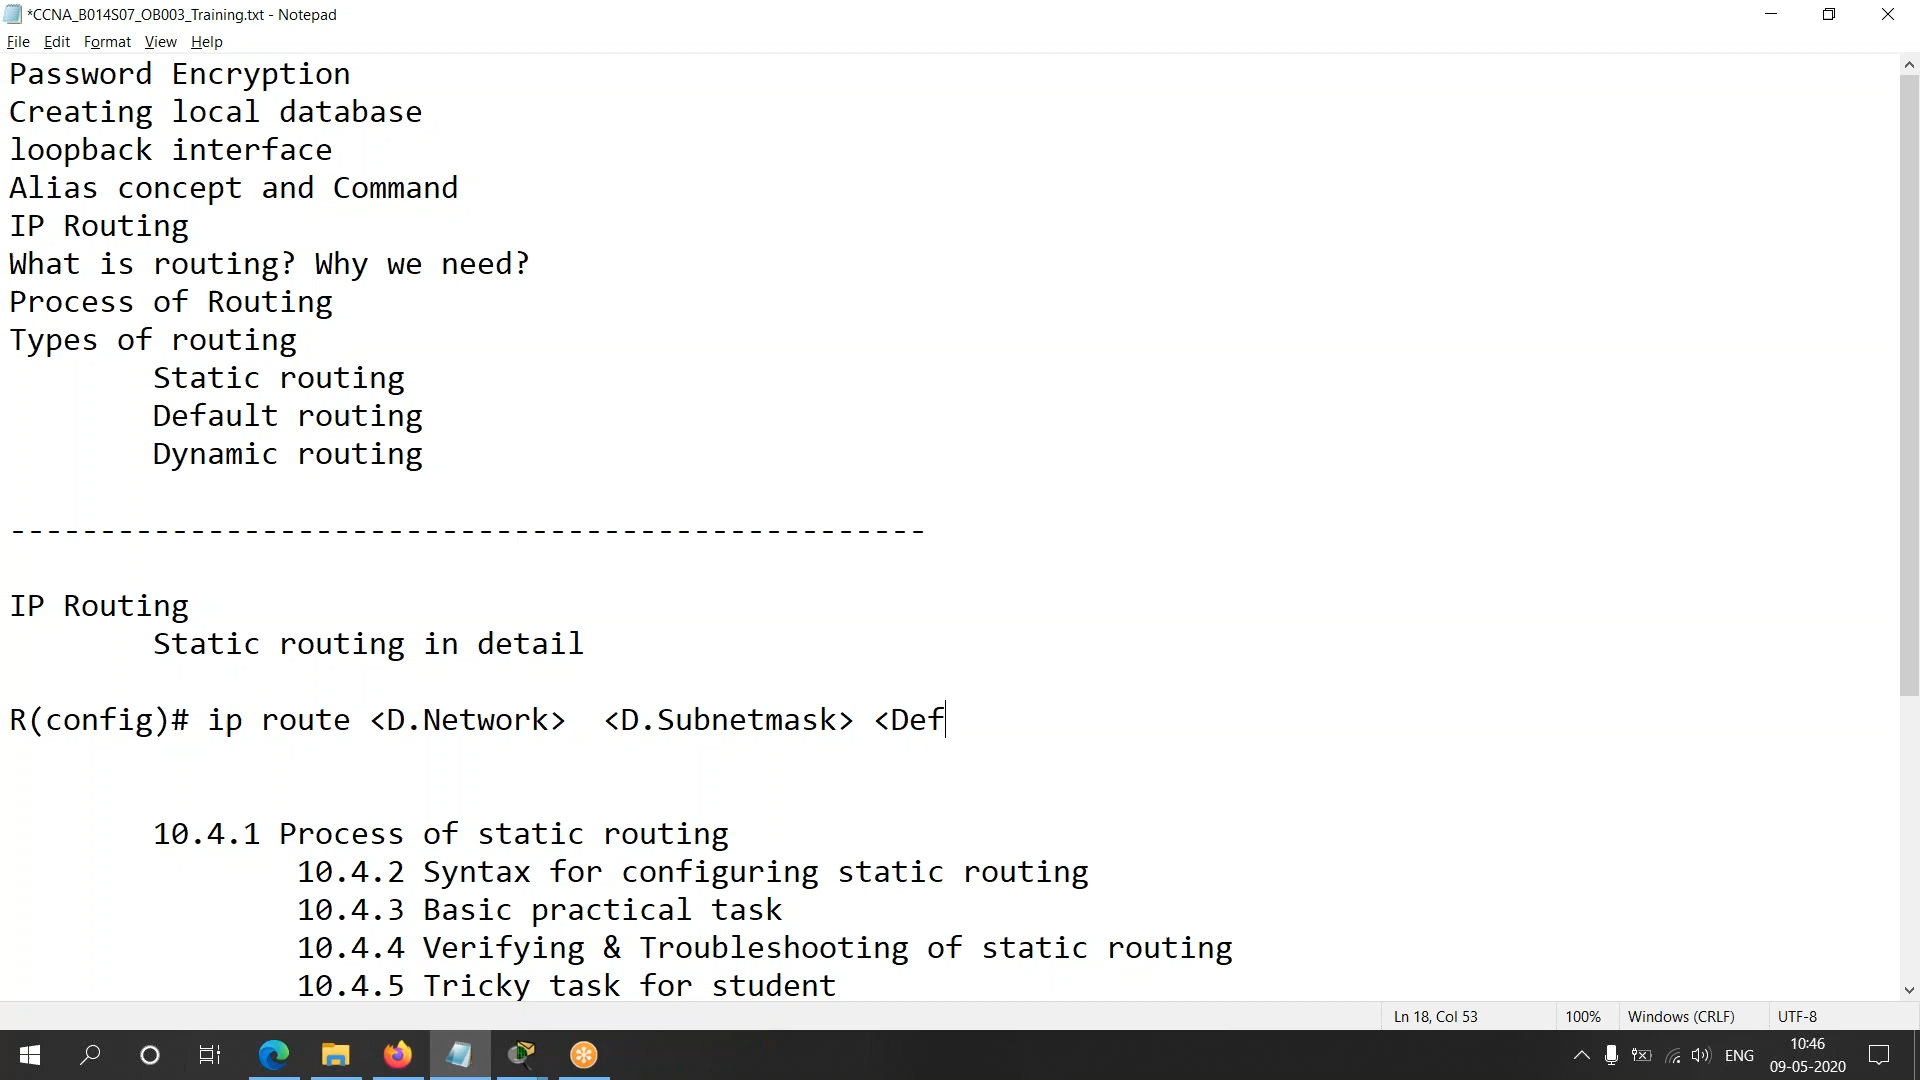 *CCNA_B014S07_OB003_Training.txt - Notepad
File Edit Format View Help
Password Encryption
Creating local database
loopback interface
Alias concept and Command
IP Routing
What is routing? Why we need?
Process of Routing
Types of routing
Static routing
Default routing
Dynamic routing
---------------------------------------------------
IP Routing
Static routing in detail
R(config)# ip route <D.Network>  <D.Subnetmask> <Def
10.4.1 Process of static routing
10.4.2 Syntax for configuring static routing
10.4.3 Basic practical task
10.4.4 Verifying & Troubleshooting of static routing
10.4.5 Tricky task for student
Ln 18, Col 53 100% Windows (CRLF) UTF-8
ENG 10:46
09-05-2020